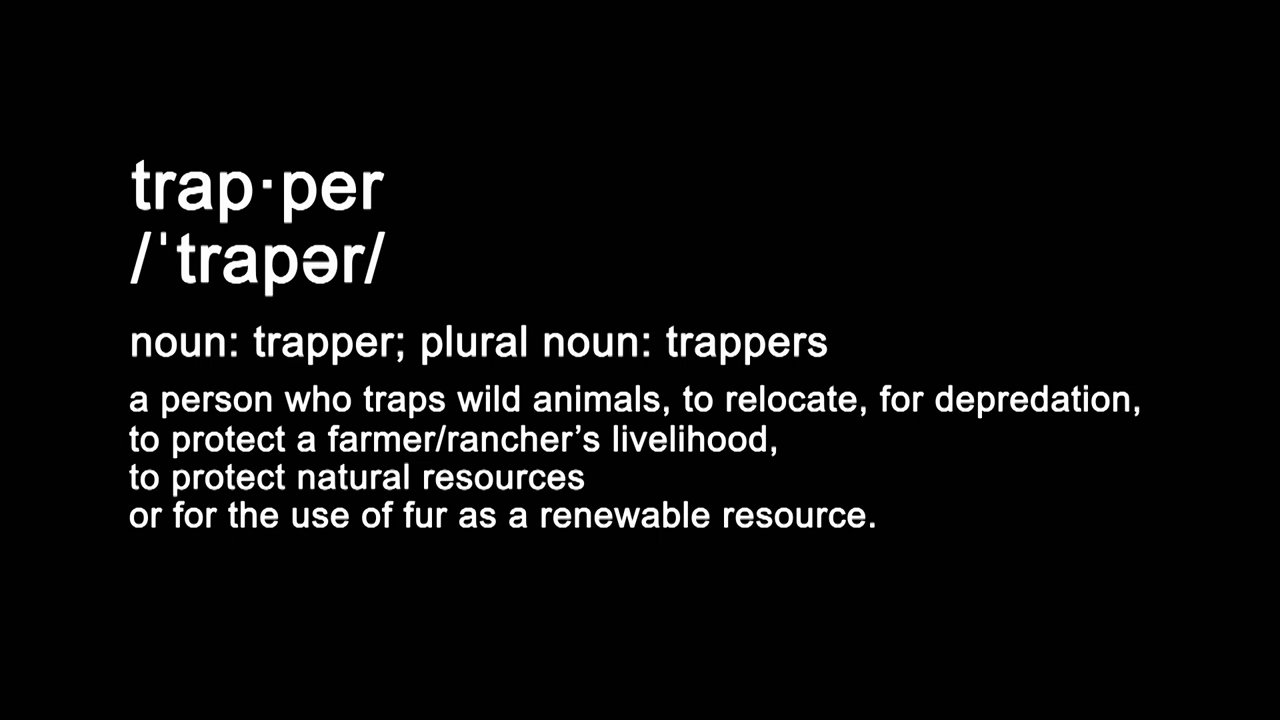 trap·per
/ˈtrapər/
noun: trapper; plural noun: trappers
a person who traps wild animals, to relocate, for depredation,
to protect a farmer/rancher’s livelihood,
to protect natural resources
or for the use of fur as a renewable resource.